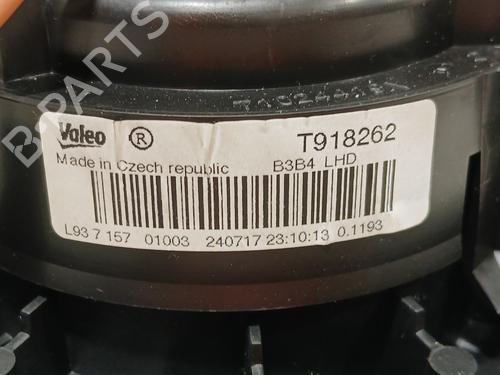 B-PARTS
Valeo ® T918262
Made in Czech republic B3B4 LHD
L93 7 157 01003 240717 23:10:13 0.1193